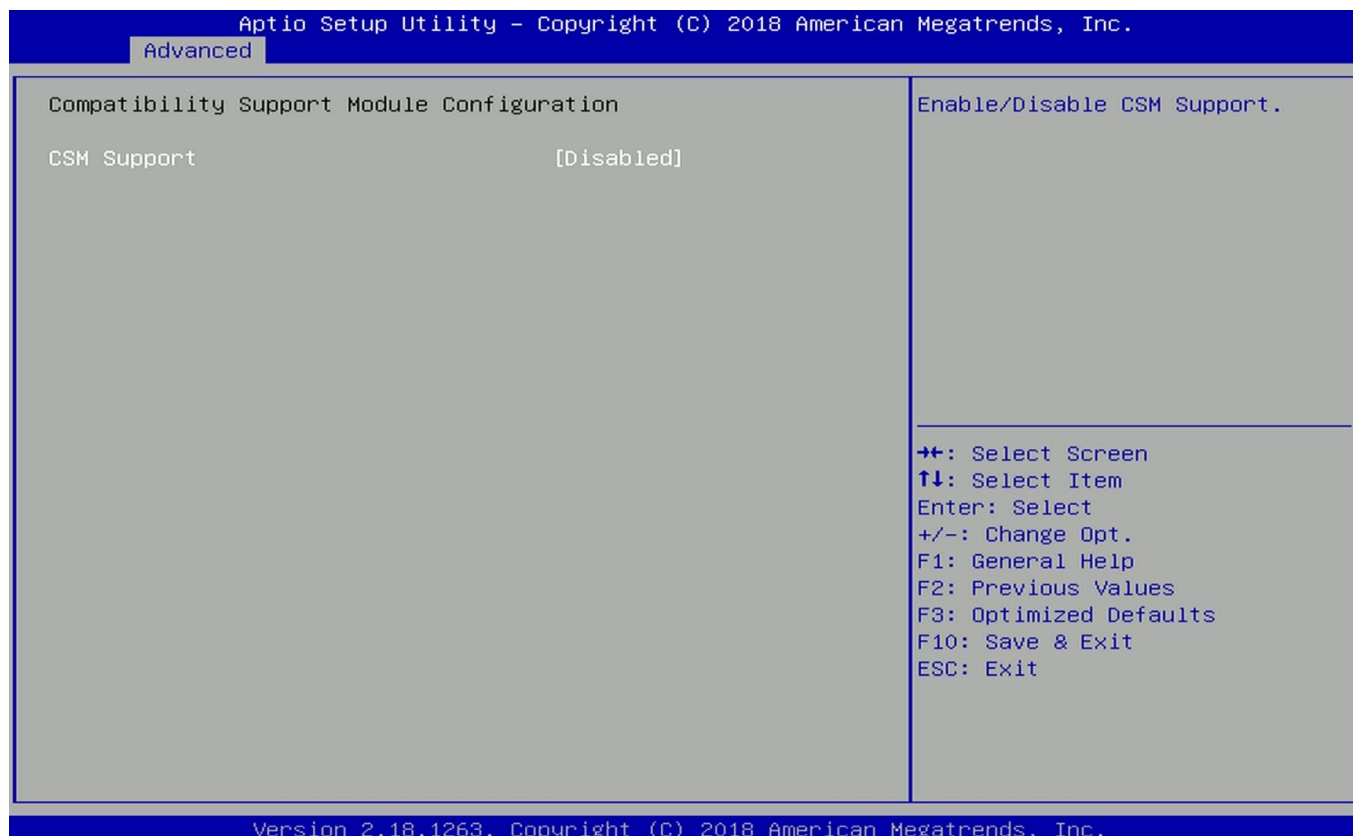 Aptio Setup Utility – Copyright (C) 2018 American Megatrends, Inc.
Advanced
Compatibility Support Module Configuration
CSM Support [Disabled]
Enable/Disable CSM Support.
→←: Select Screen
↑↓: Select Item
Enter: Select
+/-: Change Opt.
F1: General Help
F2: Previous Values
F3: Optimized Defaults
F10: Save & Exit
ESC: Exit
Version 2.18.1263. Copyright (C) 2018 American Megatrends, Inc.